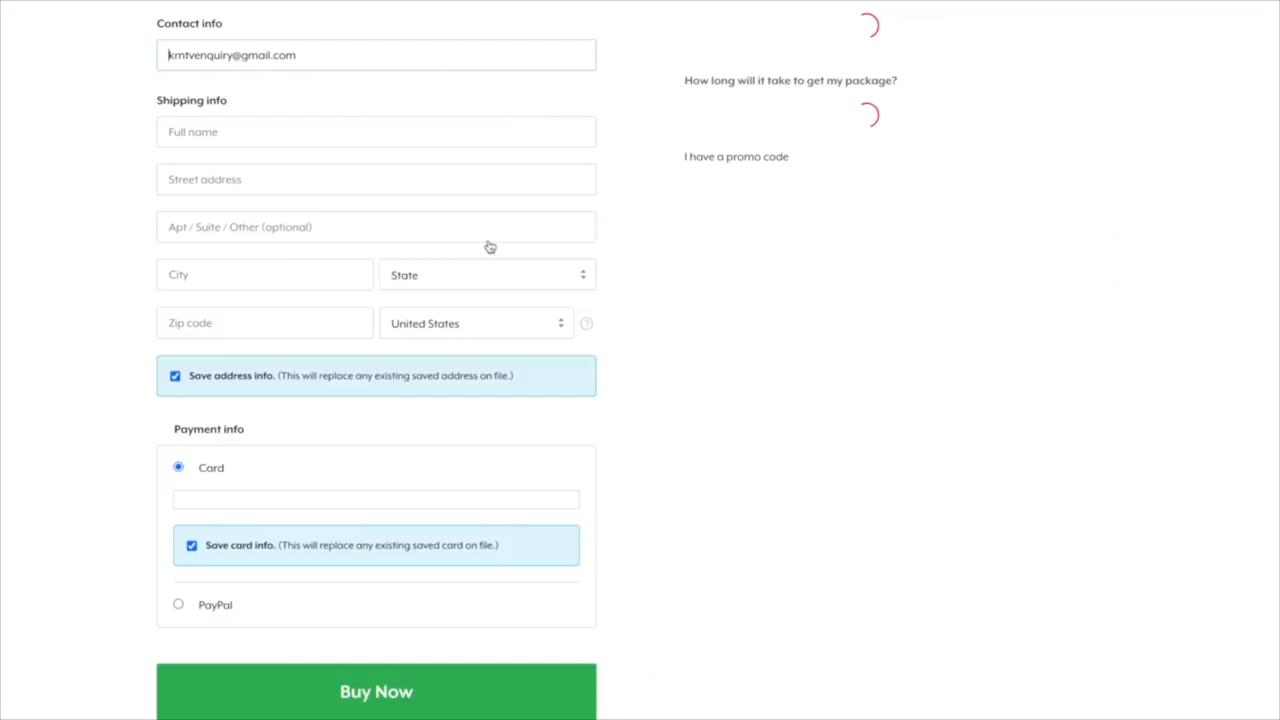 Contact info
krntvenquiry@gmail.com
Shipping info
Full name
Street address
Apt / Suite / Other (optional)
City
State
Zip code
United States
?
Save address info. (This will replace any existing saved address on file.)
Payment info
Card
Save card info. (This will replace any existing saved card on file.)
PayPal
Buy Now
How long will it take to get my package?
I have a promo code